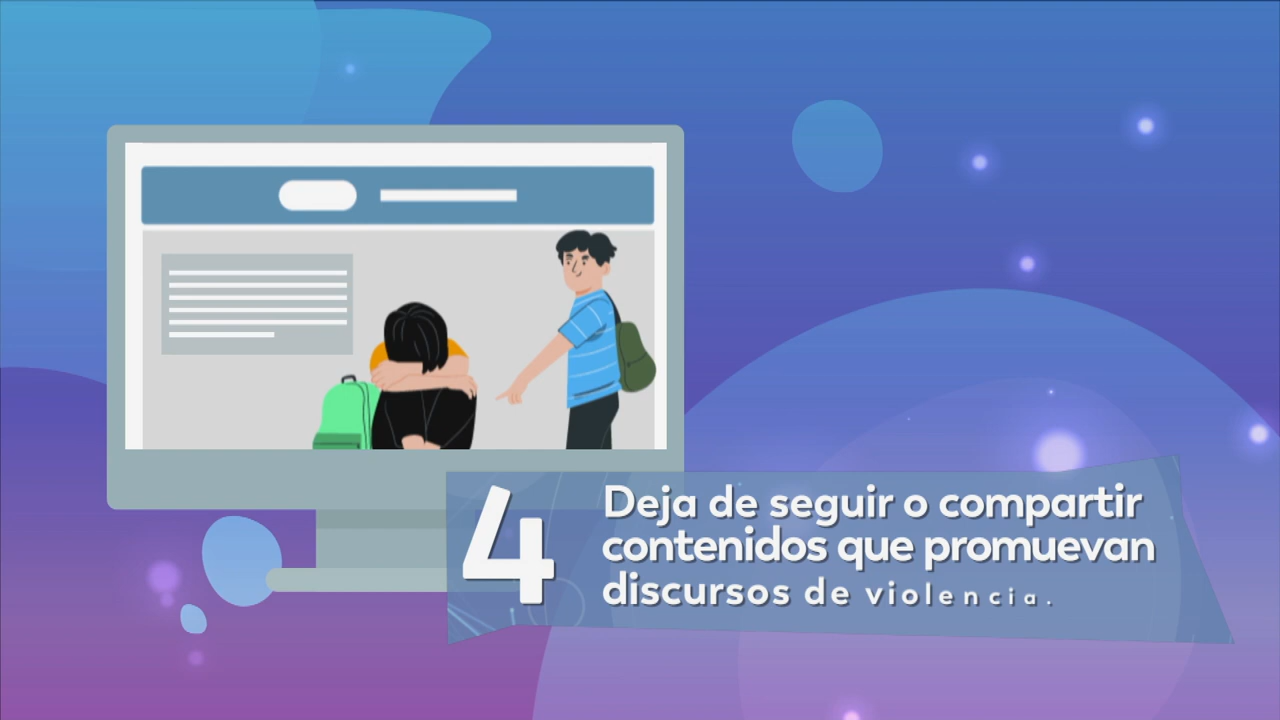 4
Deja de seguir o compartir
contenidos que promuevan
discursos de violencia.